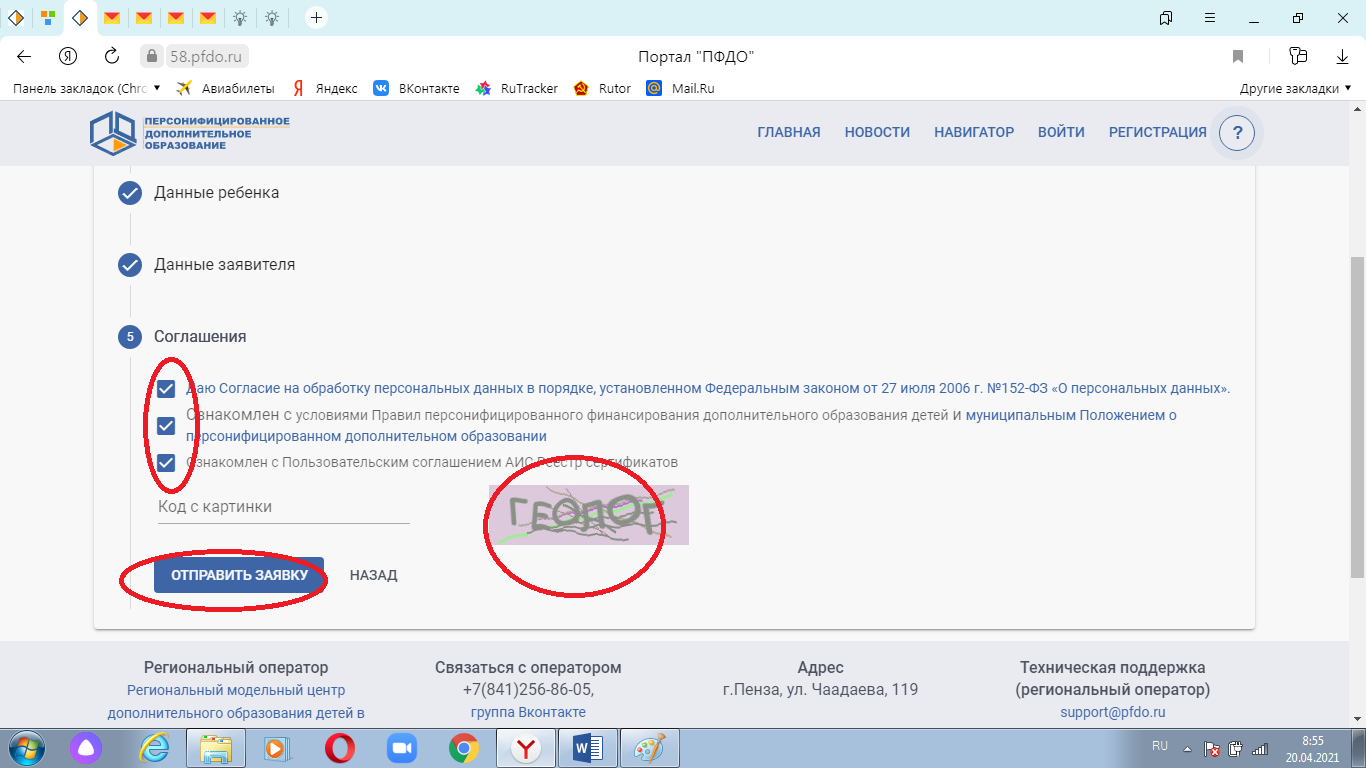 58.pfdo.ru
Портал "ПФДО"
Панель закладок (Chro
Авиабилеты
Яндекс
ВКонтакте
RuTracker
Rutor
Mail.Ru
Другие закладки
ПЕРСОНИФИЦИРОВАННОЕ
ДОПОЛНИТЕЛЬНОЕ
ОБРАЗОВАНИЕ
ГЛАВНАЯ
НОВОСТИ
НАВИГАТОР
ВОЙТИ
РЕГИСТРАЦИЯ
?
Данные ребенка
Данные заявителя
5 Соглашения
Даю Согласие на обработку персональных данных в порядке, установленном Федеральным законом от 27 июля 2006 г. №152-ФЗ «О персональных данных».
Ознакомлен с условиями Правил персонифицированного финансирования дополнительного образования детей и муниципальным Положением о
персонифицированном дополнительном образовании
Ознакомлен с Пользовательским соглашением АИС Реестр сертификатов
Код с картинки
ГЕОЛОГ
ОТПРАВИТЬ ЗАЯВКУ
НАЗАД
Региональный оператор
Региональный модельный центр
дополнительного образования детей в
Связаться с оператором
+7(841)256-86-05,
группа Вконтакте
Адрес
г.Пенза, ул. Чаадаева, 119
Техническая поддержка
(региональный оператор)
support@pfdo.ru
RU
8:55
20.04.2021